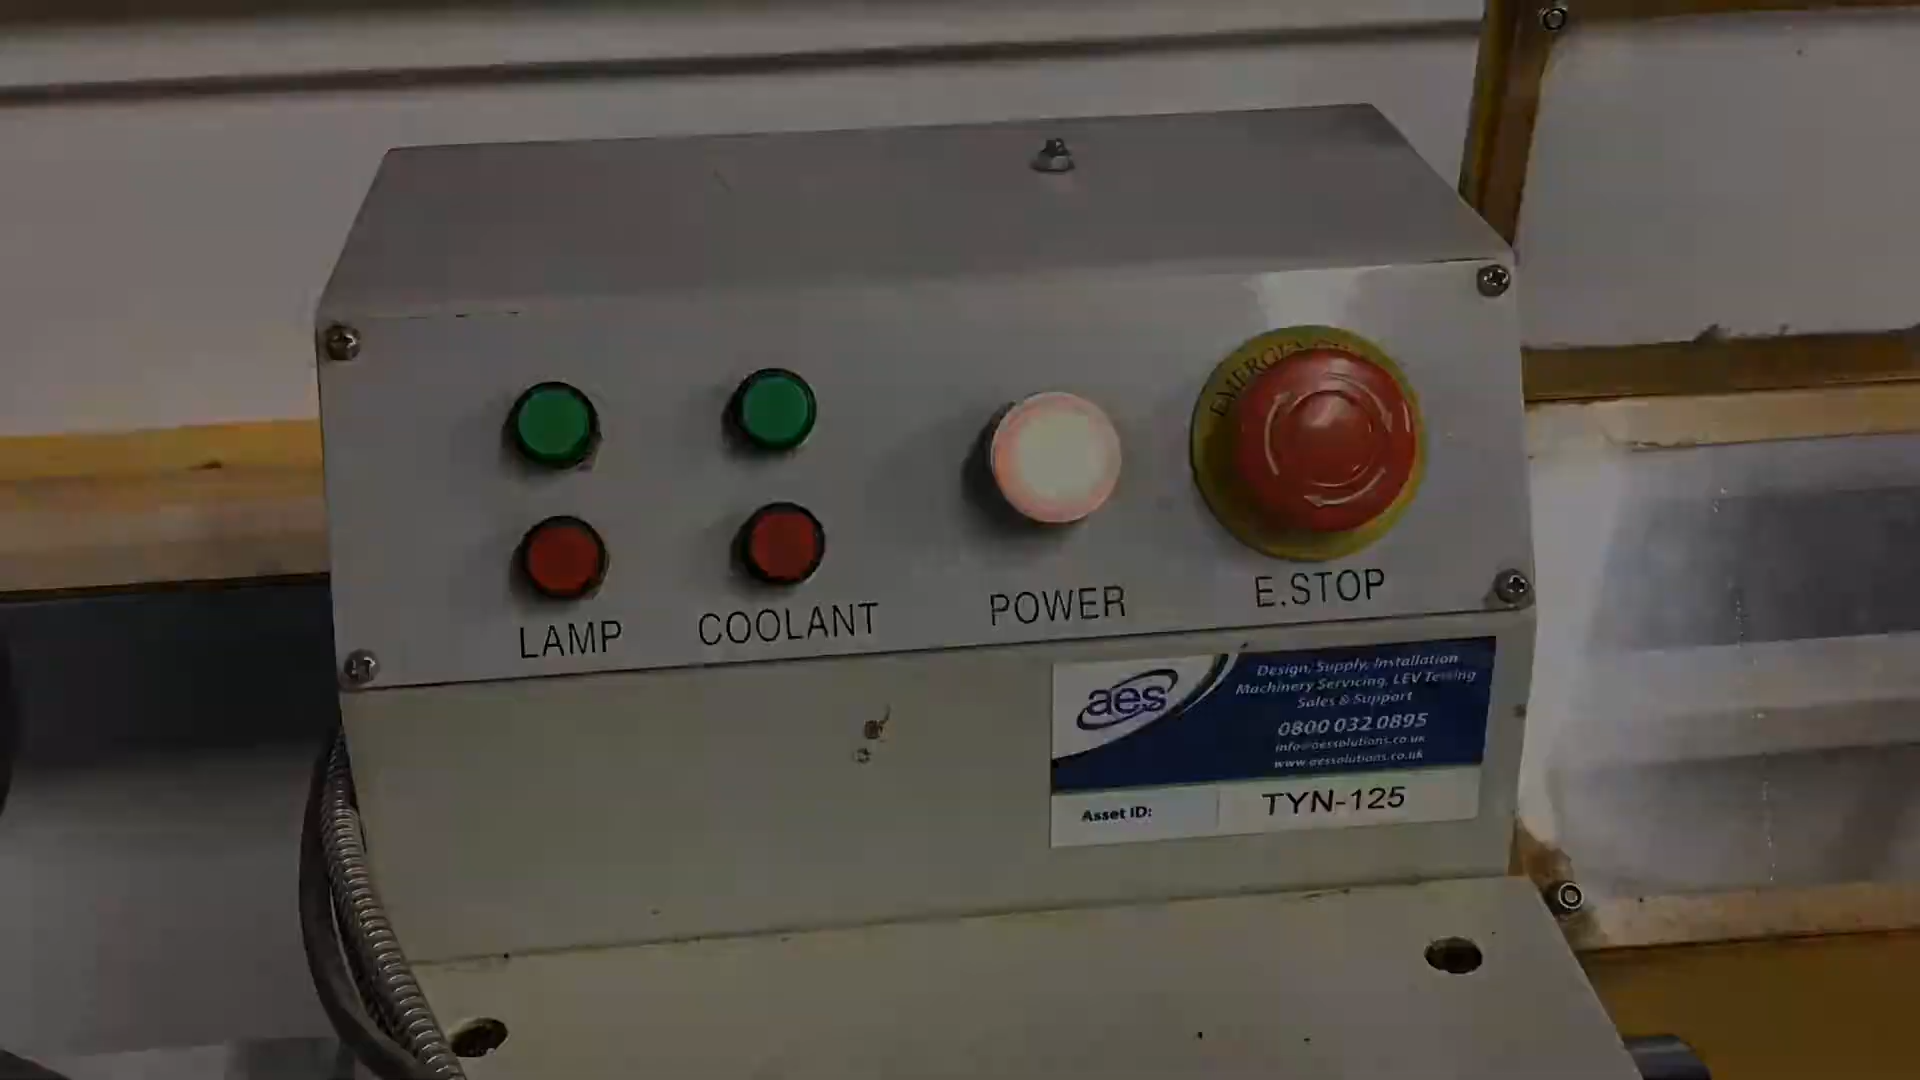 LAMP
COOLANT
POWER
E.STOP
aes
Design, Supply, Installation
Machinery Servicing, LEV Testing
Sales & Support
0800 032 0895
info@aessolutions.co.uk
www.aessolutions.co.uk
Asset ID:
TYN-125